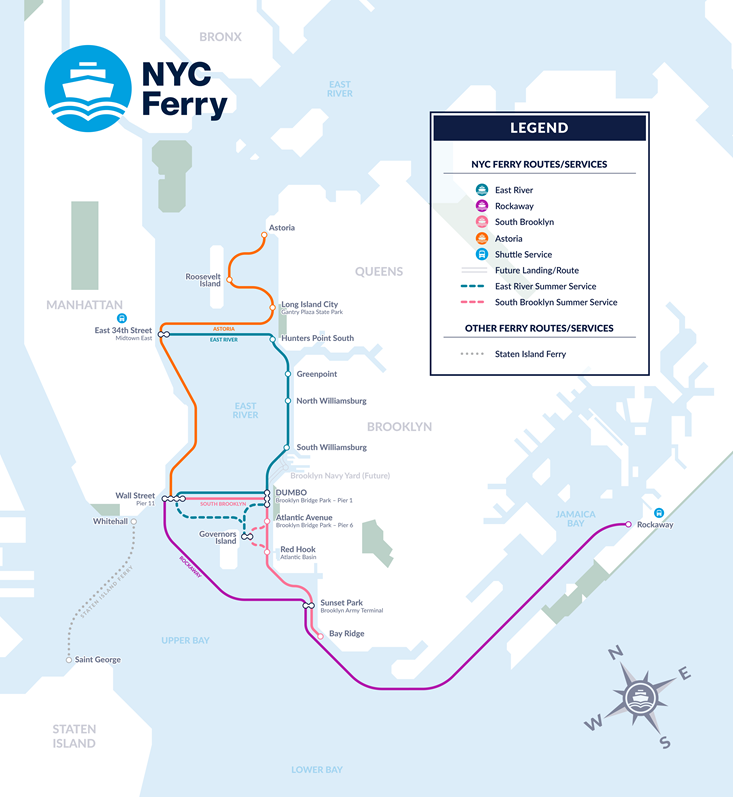 BRONX
NYC
Ferry
EAST
RIVER
LEGEND
NYC FERRY ROUTES/SERVICES
East River
Rockaway
South Brooklyn
Astoria
Shuttle Service
Future Landing/Route
East River Summer Service
South Brooklyn Summer Service
OTHER FERRY ROUTES/SERVICES
Staten Island Ferry
Astoria
QUEENS
Roosevelt
Island
MANHATTAN
Long Island City
Gantry Plaza State Park
East 34th Street
Midtown East
ASTORIA
EAST RIVER
Hunters Point South
Greenpoint
North Williamsburg
EAST
RIVER
BROOKLYN
South Williamsburg
Brooklyn Navy Yard (Future)
Wall Street
Pier 11
SOUTH BROOKLYN
DUMBO
Brooklyn Bridge Park – Pier 1
Atlantic Avenue
Brooklyn Bridge Park – Pier 6
Whitehall
Governors
Island
Red Hook
Atlantic Basin
JAMAICA
BAY
Rockaway
ROCKAWAY
STATEN ISLAND FERRY
Sunset Park
Brooklyn Army Terminal
Bay Ridge
UPPER BAY
Saint George
STATEN
ISLAND
LOWER BAY
N
E
W
S